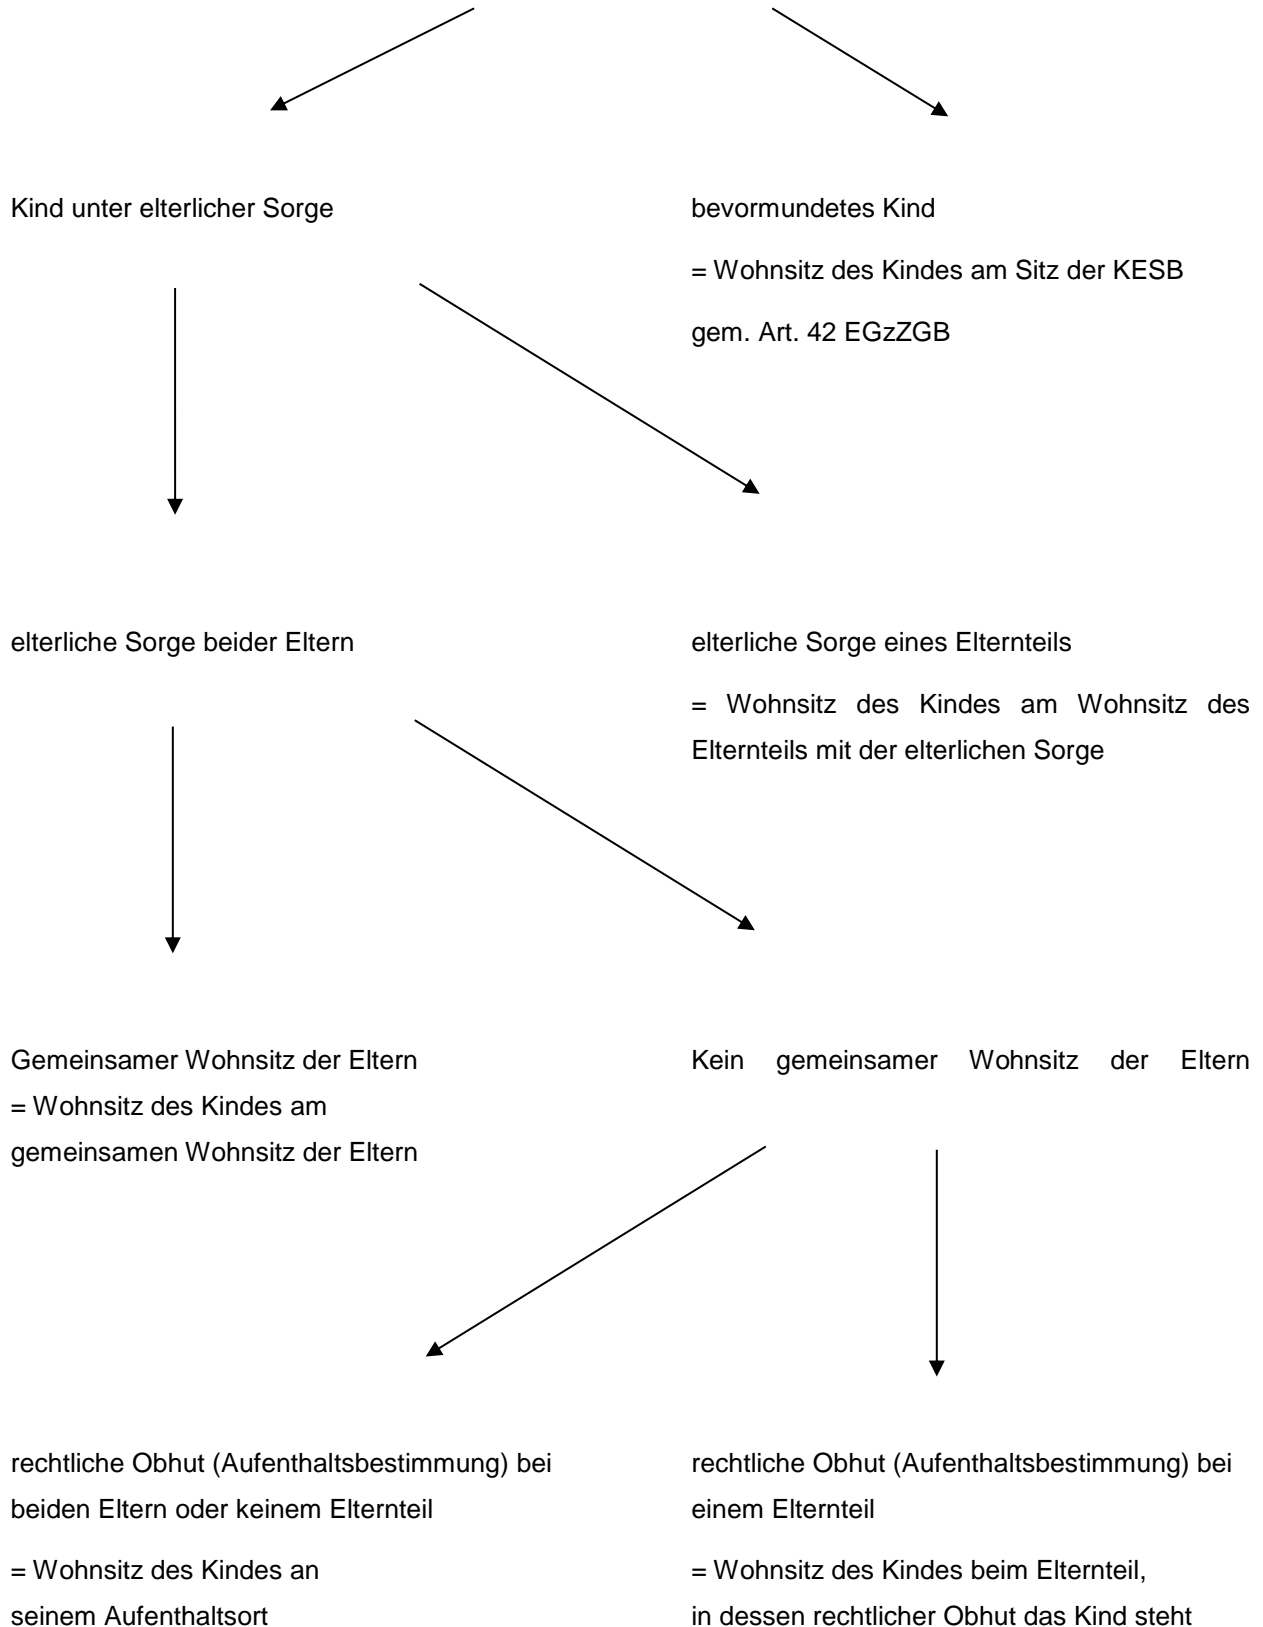 Kind unter elterlicher Sorge
bevormundetes Kind
= Wohnsitz des Kindes am Sitz der KESB
gem. Art. 42 EGzZGB
elterliche Sorge beider Eltern
elterliche Sorge eines Elternteils
= Wohnsitz des Kindes am Wohnsitz des
Elternteils mit der elterlichen Sorge
Gemeinsamer Wohnsitz der Eltern
= Wohnsitz des Kindes am
gemeinsamen Wohnsitz der Eltern
Kein gemeinsamer Wohnsitz der Eltern
rechtliche Obhut (Aufenthaltsbestimmung) bei
beiden Eltern oder keinem Elternteil
= Wohnsitz des Kindes an
seinem Aufenthaltsort
rechtliche Obhut (Aufenthaltsbestimmung) bei
einem Elternteil
= Wohnsitz des Kindes beim Elternteil,
in dessen rechtlicher Obhut das Kind steht